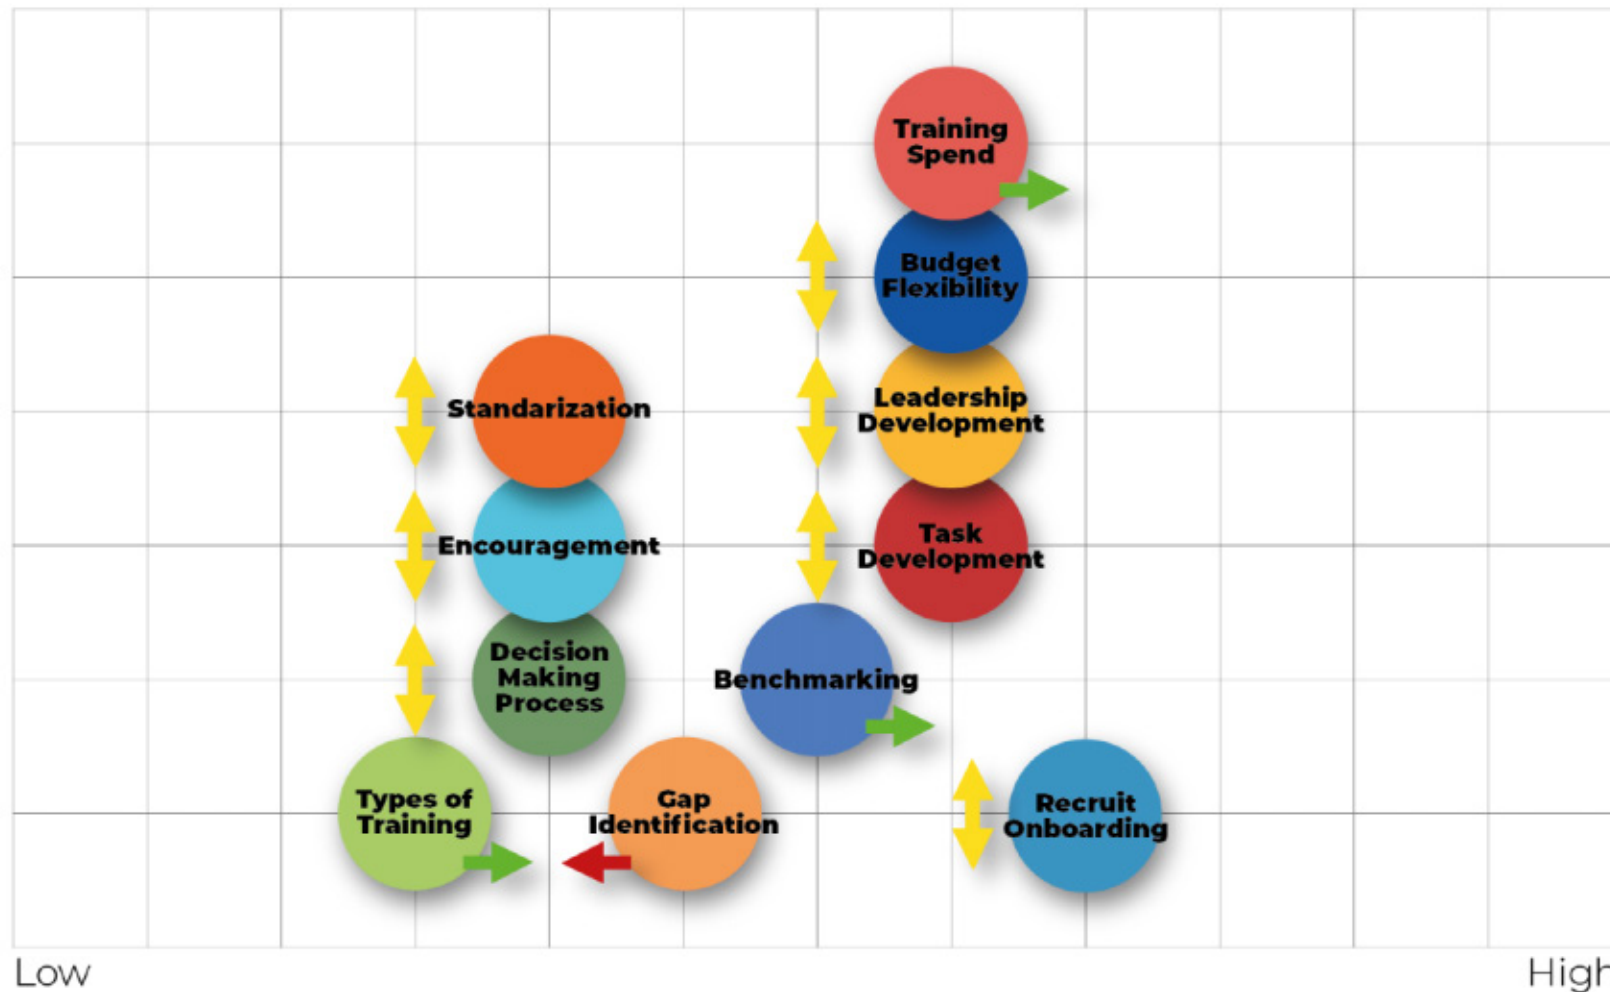 Training
Spend
Budget
Flexibility
Standarization
Leadership
Development
Encouragement
Task
Development
Decision
Making
Process
Benchmarking
Types of
Training
Gap
Identification
Recruit
Onboarding
Low
High